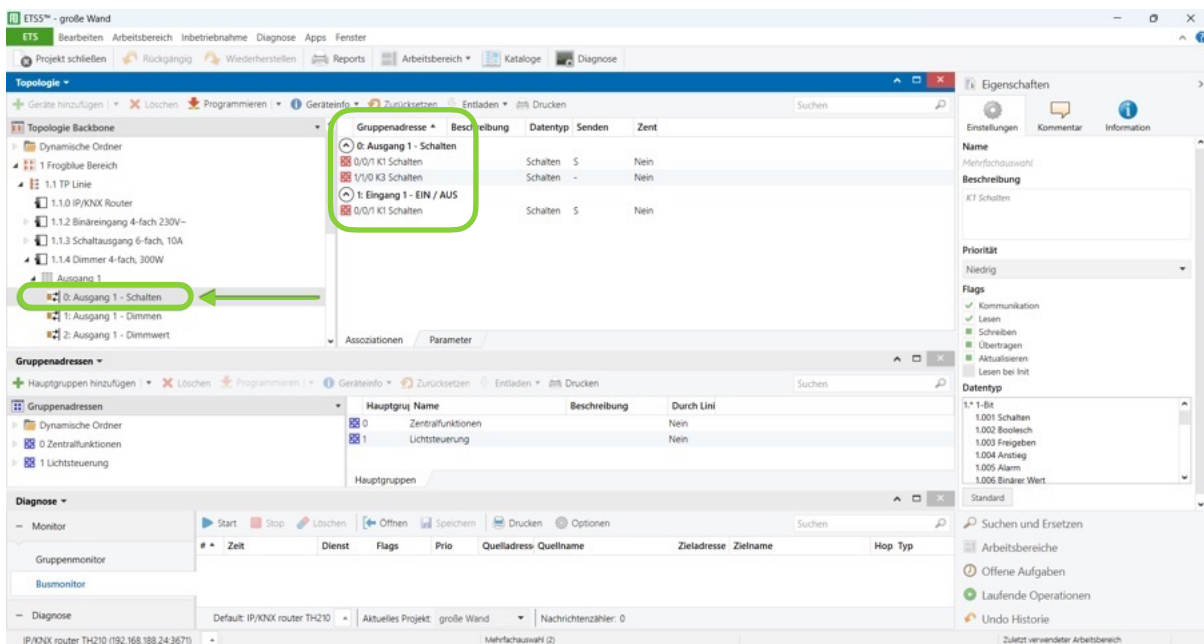 ETS5™ - große Wand
ETS Bearbeiten Arbeitsbereich Inbetriebnahme Diagnose Apps Fenster
Projekt schließen Rückgängig Wiederherstellen Reports Arbeitsbereich Kataloge Diagnose
Topologie
Geräte hinzufügen Löschen Programmieren Geräteinfo Zurücksetzen Entladen Drucken Suchen
Topologie Backbone
Dynamische Ordner
1 Frogblue Bereich
1.1 TP Linie
1.1.0 IP/KNX Router
1.1.2 Binäreingang 4-fach 230V~
1.1.3 Schaltausgang 6-fach, 10A
1.1.4 Dimmer 4-fach, 300W
Ausgang 1
0: Ausgang 1 - Schalten
1: Ausgang 1 - Dimmen
2: Ausgang 1 - Dimmwert
Gruppenadresse Beschreibung Datentyp Senden Zent
0: Ausgang 1 - Schalten
0/0/1 K1 Schalten Schalten S Nein
1/1/0 K3 Schalten Schalten - Nein
1: Eingang 1 - EIN / AUS
0/0/1 K1 Schalten Schalten S Nein
Assoziationen Parameter
Gruppenadressen
Hauptgruppen hinzufügen Löschen Programmieren Geräteinfo Zurücksetzen Entladen Drucken Suchen
Gruppenadressen
Dynamische Ordner
0 Zentralfunktionen
1 Lichtsteuerung
Hauptgruj Name Beschreibung Durch Lini
0 Zentralfunktionen Nein
1 Lichtsteuerung Nein
Hauptgruppen
Diagnose
Monitor
Gruppenmonitor
Busmonitor
Diagnose
Start Stop Löschen Öffnen Speichern Drucken Optionen Suchen
# Zeit Dienst Flags Prio Quelladress Quellname Zieladresse Zielname Hop Typ
Default: IP/KNX router TH210 Aktuelles Projekt: große Wand Nachrichtenzähler: 0
IP/KNX router TH210 (192.168.188.24:3671) Mehrfachauswahl (2) Zuletzt verwendeter Arbeitsbereich
Eigenschaften
Einstellungen Kommentar Information
Name
Mehrfachauswahl
Beschreibung
K1 Schalten
Priorität
Niedrig
Flags
Kommunikation
Lesen
Schreiben
Übertragen
Aktualisieren
Lesen bei Init
Datentyp
1.* 1-Bit
1.001 Schalten
1.002 Boolesch
1.003 Freigeben
1.004 Anstieg
1.005 Alarm
1.006 Binärer Wert
Standard
Suchen und Ersetzen
Arbeitsbereiche
Offene Aufgaben
Laufende Operationen
Undo Historie